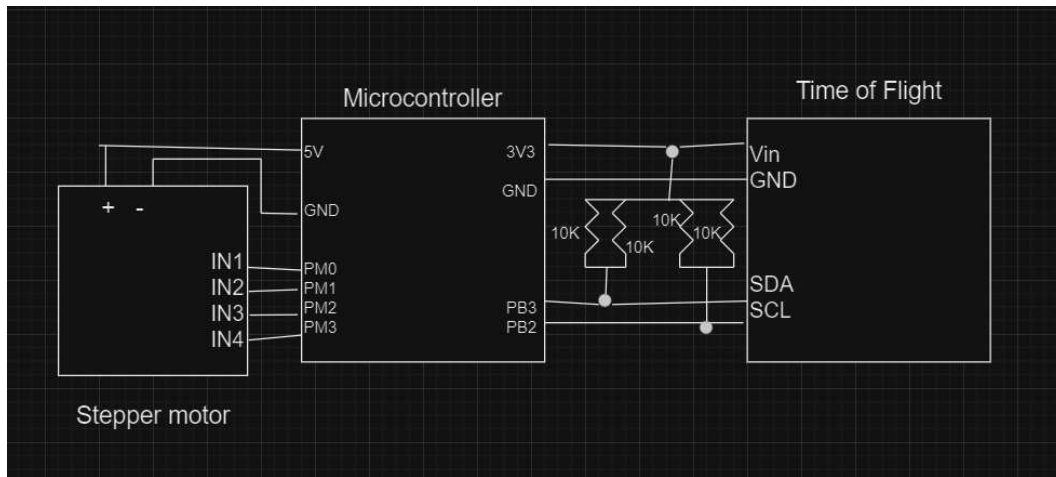 Microcontroller
Time of Flight
5V
3V3
Vin
GND
GND
+ -
GND
10K
10K
10K
10K
IN1
PM0
IN2
PM1
IN3
PM2
IN4
PM3
SDA
PB3
SCL
PB2
Stepper motor